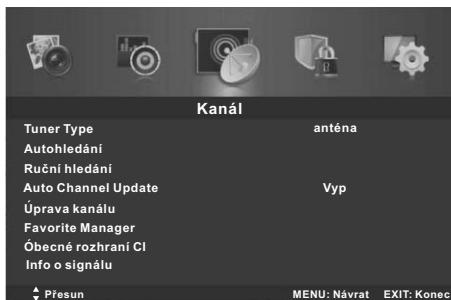 Kanál
Tuner Type anténa
Autohledání
Ruční hledání
Auto Channel Update Vyp
Úprava kanálu
Favorite Manager
Óbecné rozhraní CI
Info o signálu
Přesun MENU: Návrat EXIT: Konec